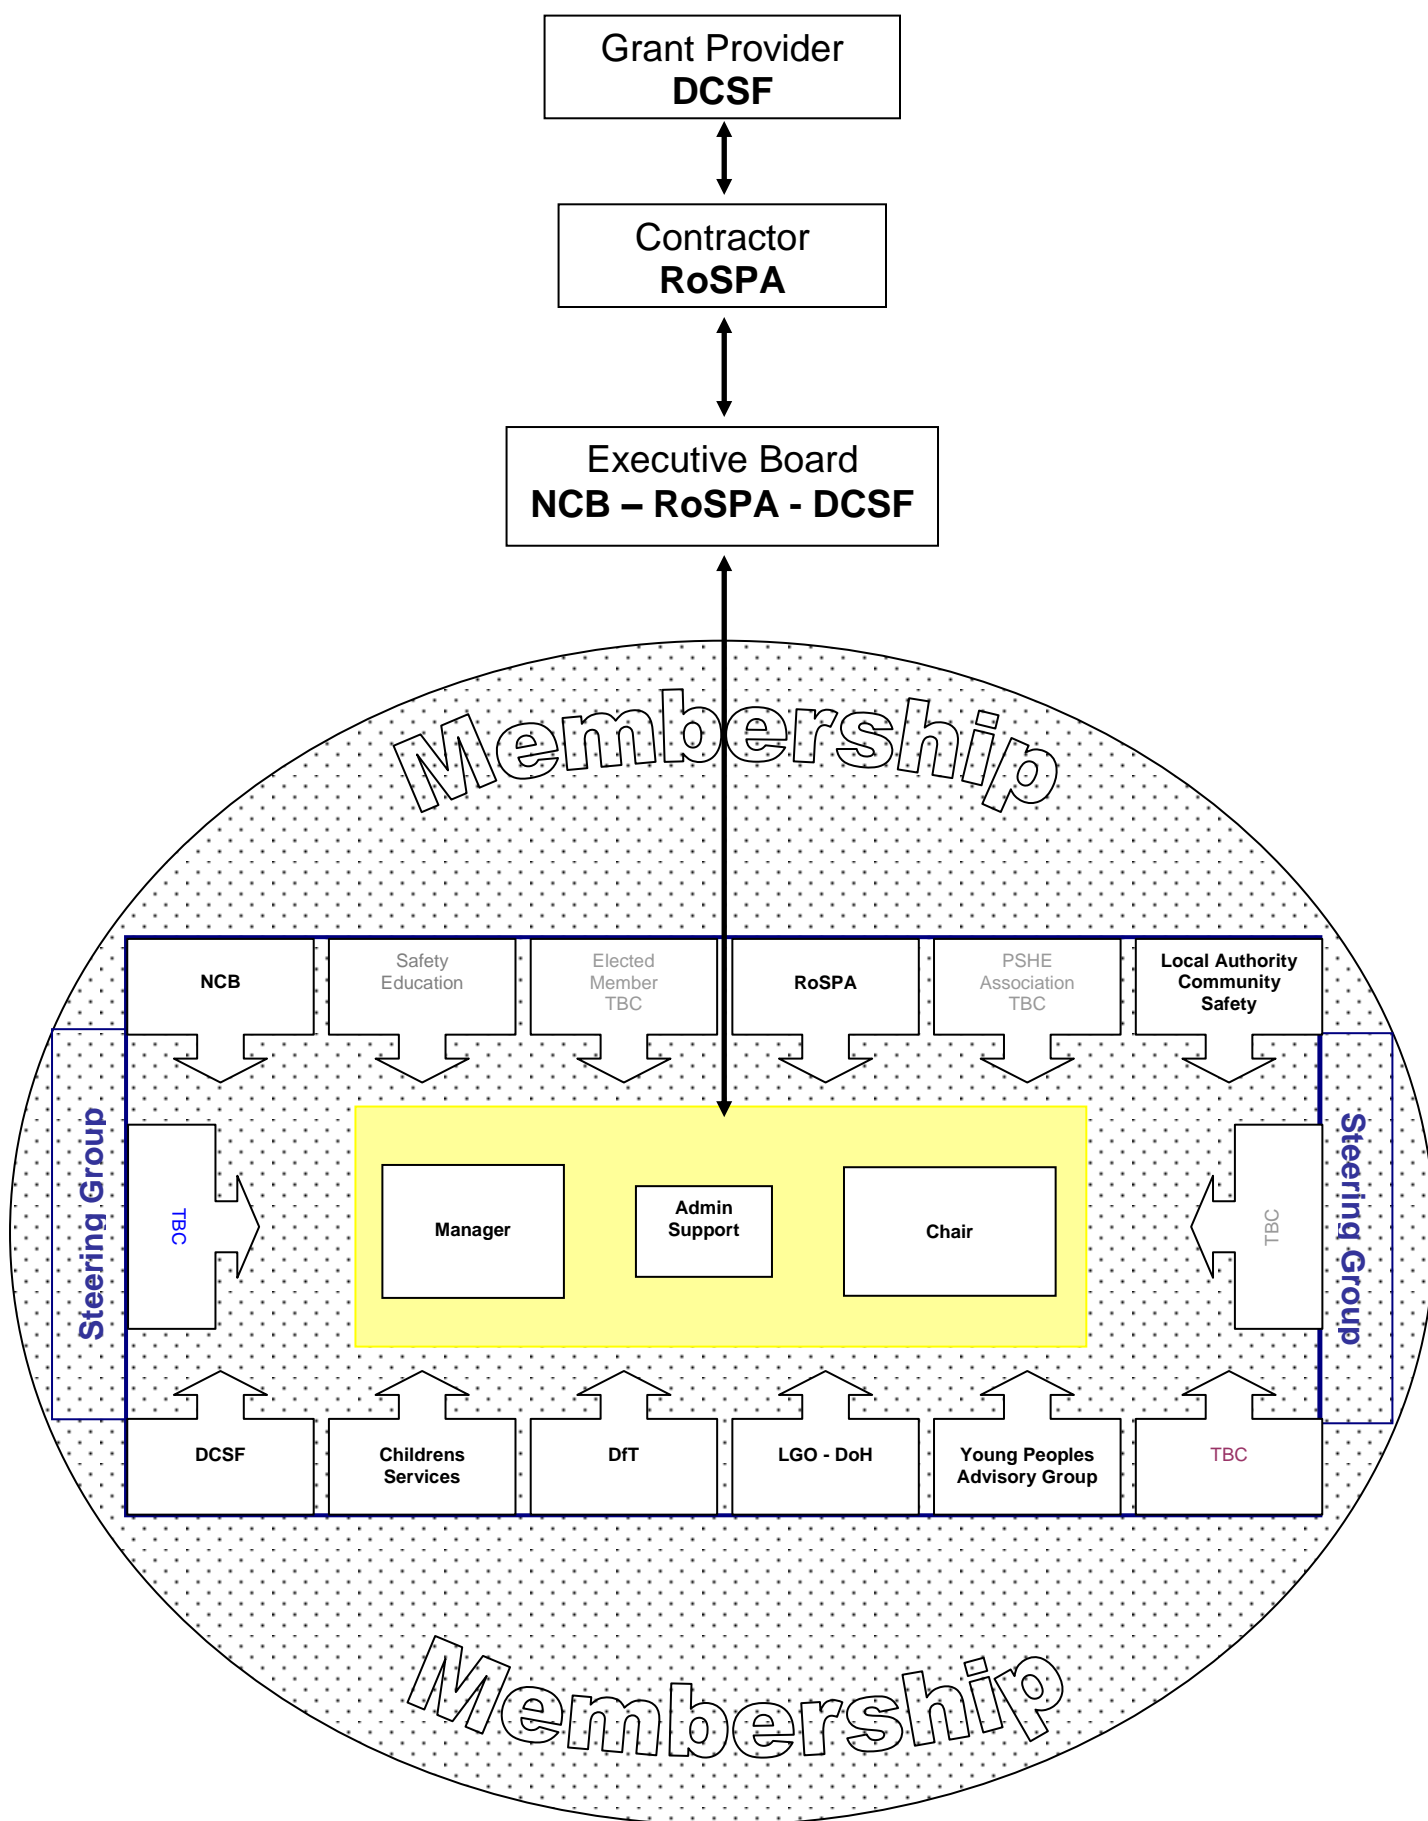 Grant Provider
DCSF
Contractor
RoSPA
Executive Board
NCB – RoSPA - DCSF
Membership
NCB
Safety
Education
Elected
Member
TBC
RoSPA
PSHE
Association
TBC
Local Authority
Community
Safety
Steering Group
TBC
Manager
Admin
Support
Chair
TBC
Steering Group
DCSF
Childrens
Services
DfT
LGO - DoH
Young Peoples
Advisory Group
TBC
Membership